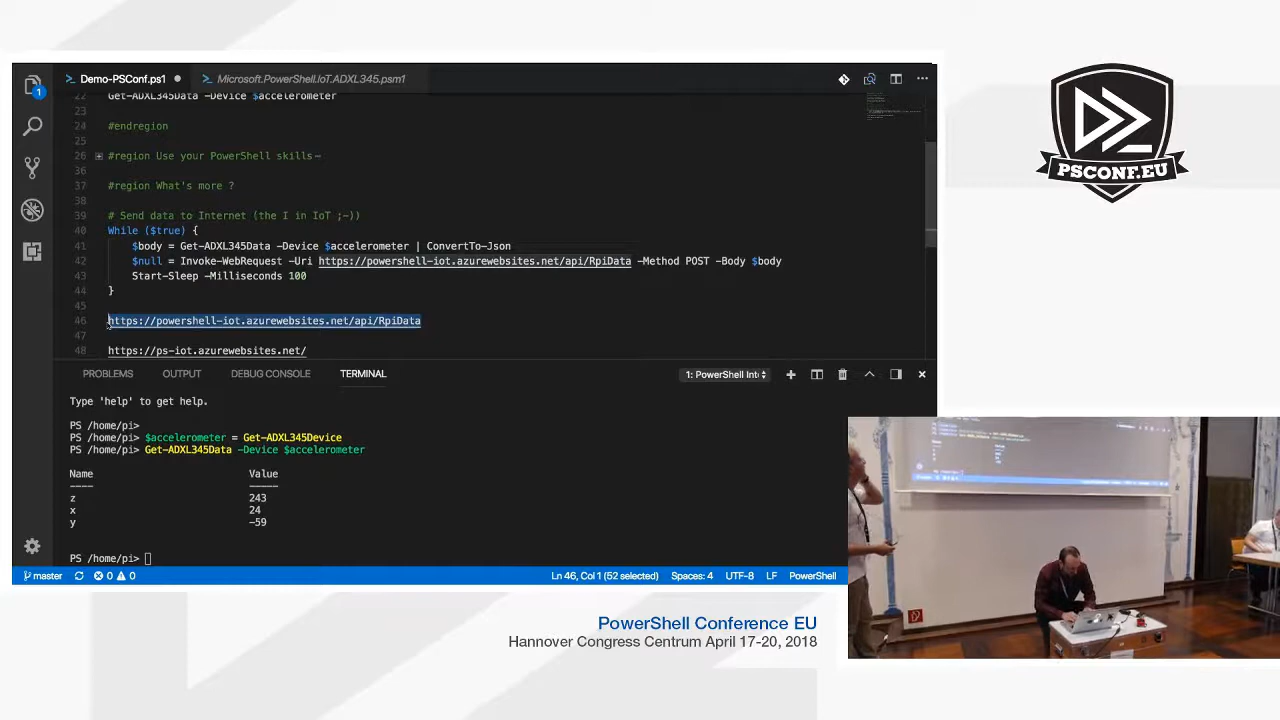 Demo-PSConf.ps1
Microsoft.PowerShell.IoT.ADXL345.psm1
1
22 Get-ADXL345Data -Device $accelerometer
23
24 #endregion
25
26 #region Use your PowerShell skills
36
37 #region What's more ?
38
39 # Send data to Internet (the I in IoT ;-))
40 While ($true) {
41 $body = Get-ADXL345Data -Device $accelerometer | ConvertTo-Json
42 $null = Invoke-WebRequest -Uri https://powershell-iot.azurewebsites.net/api/RpiData -Method POST -Body $body
43 Start-Sleep -Milliseconds 100
44 }
45
46 https://powershell-iot.azurewebsites.net/api/RpiData
47
48 https://ps-iot.azurewebsites.net/
PROBLEMS OUTPUT DEBUG CONSOLE TERMINAL 1: PowerShell Int
Type 'help' to get help.
PS /home/pi>
PS /home/pi> $accelerometer = Get-ADXL345Device
PS /home/pi> Get-ADXL345Data -Device $accelerometer
Name Value
---- -----
z 243
x 24
y -59
PS /home/pi>
master 0 0 Ln 46, Col 1 (52 selected) Spaces: 4 UTF-8 LF PowerShell
PSCONF.EU
PowerShell Conference EU
Hannover Congress Centrum April 17-20, 2018